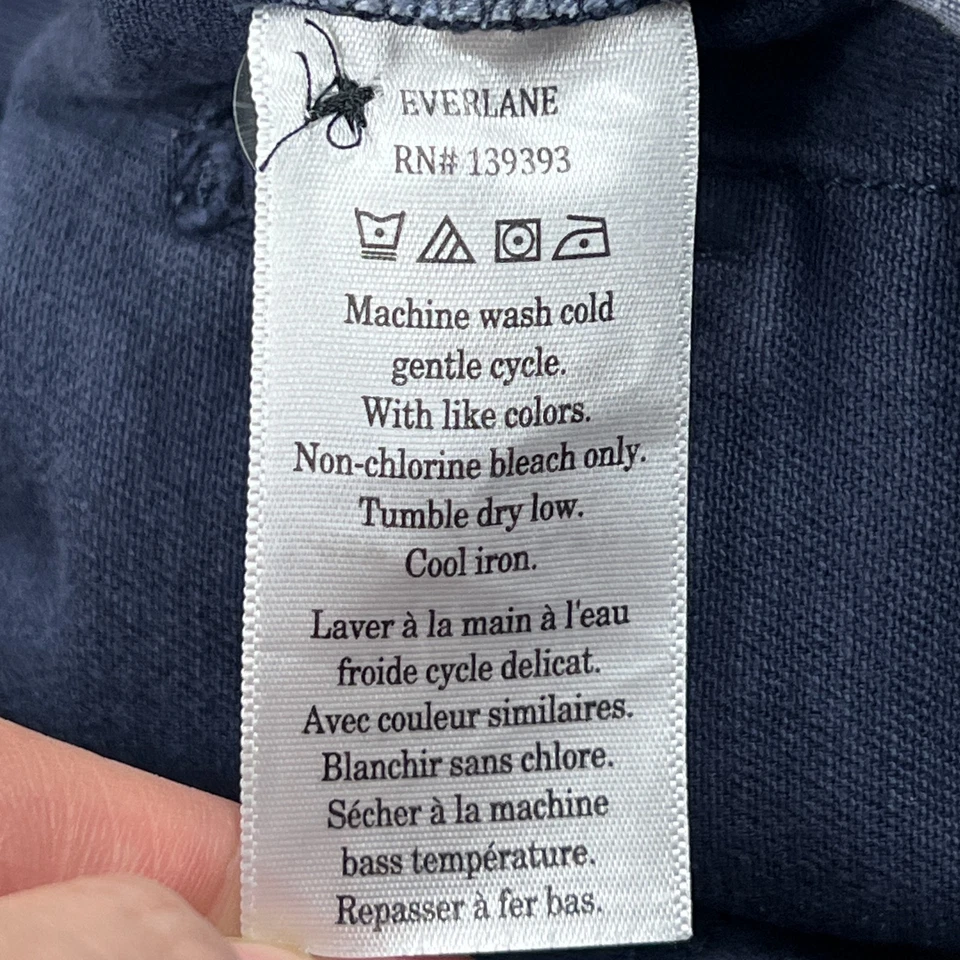 EVERLANE
RN# 139393
Machine wash cold
gentle cycle.
With like colors.
Non-chlorine bleach only.
Tumble dry low.
Cool iron.
Laver à la main à l'eau
froide cycle delicat.
Avec couleur similaires.
Blanchir sans chlore.
Sécher à la machine
bass température.
Repasser à fer bas.